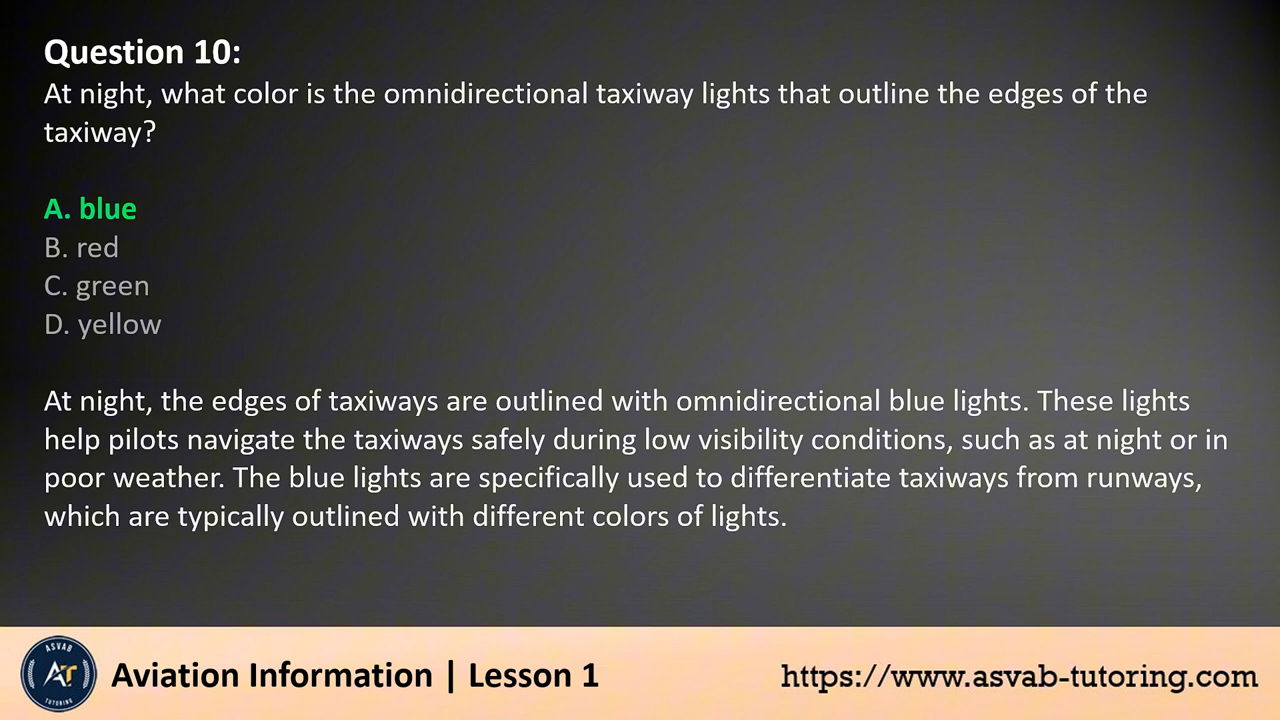 Question 10:
At night, what color is the omnidirectional taxiway lights that outline the edges of the
taxiway?
A. blue
B. red
C. green
D. yellow
At night, the edges of taxiways are outlined with omnidirectional blue lights. These lights
help pilots navigate the taxiways safely during low visibility conditions, such as at night or in
poor weather. The blue lights are specifically used to differentiate taxiways from runways,
which are typically outlined with different colors of lights.
ASVAB
AT
TUTORING
Aviation Information | Lesson 1
https://www.asvab-tutoring.com